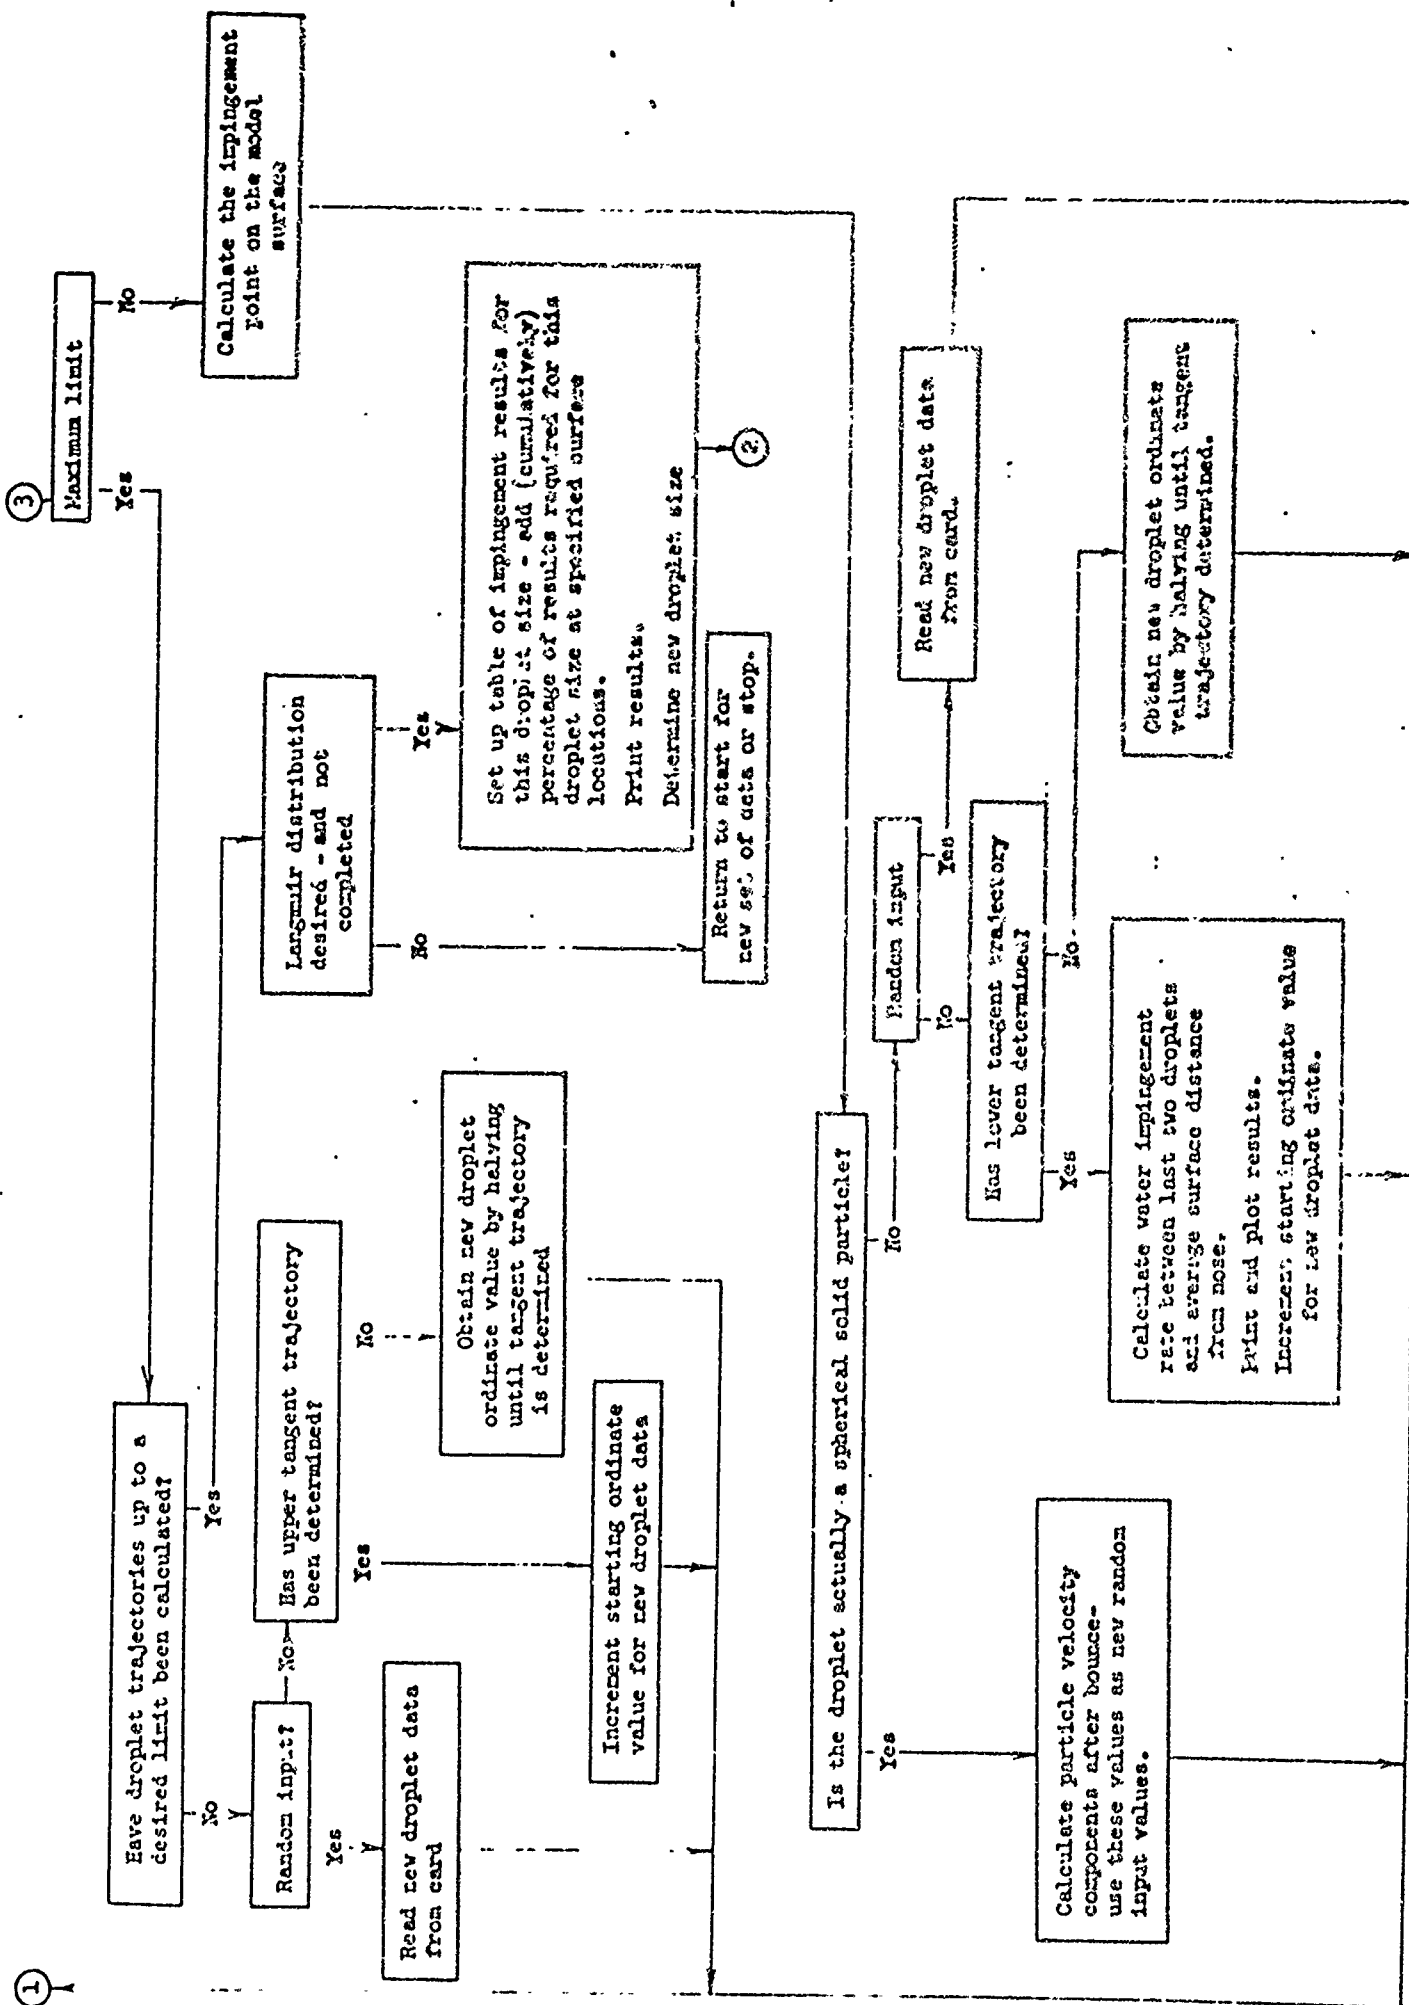 3
Maximum limit
Yes
No
Calculate the impingement
point on the model
surface
1
Have droplet trajectories up to a
desired limit been calculated?
No
Yes
Langmuir distribution
desired - and not
completed
No
Yes
Set up table of impingement results for
this droplet size - add (cumulatively)
percentage of results required for this
droplet size at specified surface
locations.
Print results.
Determine new droplet size
2
Return to start for
new set of data or stop.
Random input?
No
Yes
Read new droplet data
from card
Has upper tangent trajectory
been determined?
Yes
No
Obtain new droplet
ordinate value by halving
until tangent trajectory
is determined
Increment starting ordinate
value for new droplet data
Is the droplet actually a spherical solid particle?
Yes
No
Calculate particle velocity
components after bounce-
use these values as new random
input values.
Random input
No
Yes
Read new droplet data
from card.
Has lower tangent trajectory
been determined?
Yes
No
Calculate water impingement
rate between last two droplets
and average surface distance
from nose.
Print and plot results.
Increment starting ordinate value
for new droplet data.
Obtain new droplet ordinate
value by halving until tangent
trajectory determined.